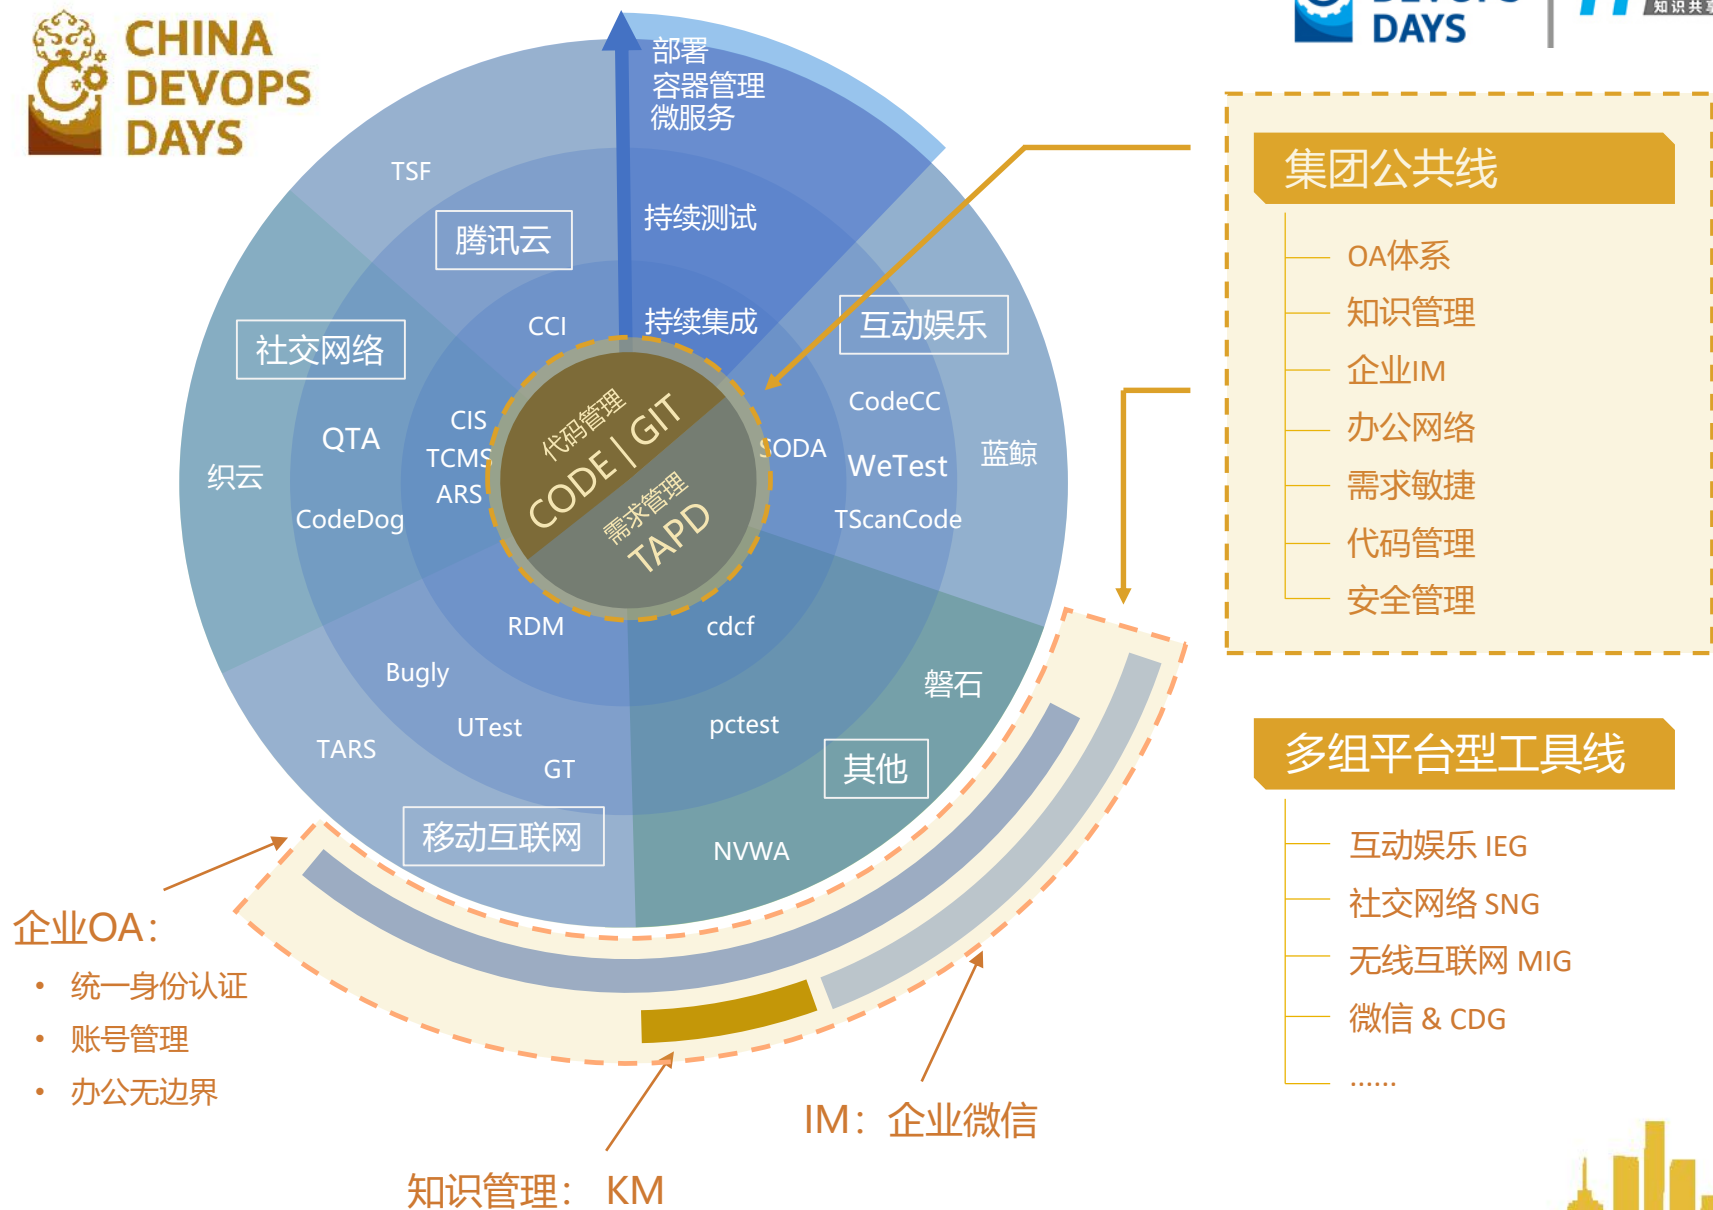 CHINA
DEVOPS
DAYS
DEVOPS
DAYS
知识共享
部署
容器管理
微服务
持续测试
持续集成
TSF
腾讯云
CCI
社交网络
QTA
CIS
TCMS
ARS
织云
CodeDog
互动娱乐
CodeCC
SODA
WeTest
蓝鲸
TScanCode
代码管理
CODE | GIT
需求管理
TAPD
RDM
Bugly
UTest
TARS
GT
移动互联网
cdcf
磐石
pctest
其他
NVWA
企业OA：
• 统一身份认证
• 账号管理
• 办公无边界
知识管理： KM
IM：企业微信
集团公共线
OA体系
知识管理
企业IM
办公网络
需求敏捷
代码管理
安全管理
多组平台型工具线
互动娱乐 IEG
社交网络 SNG
无线互联网 MIG
微信 & CDG
......